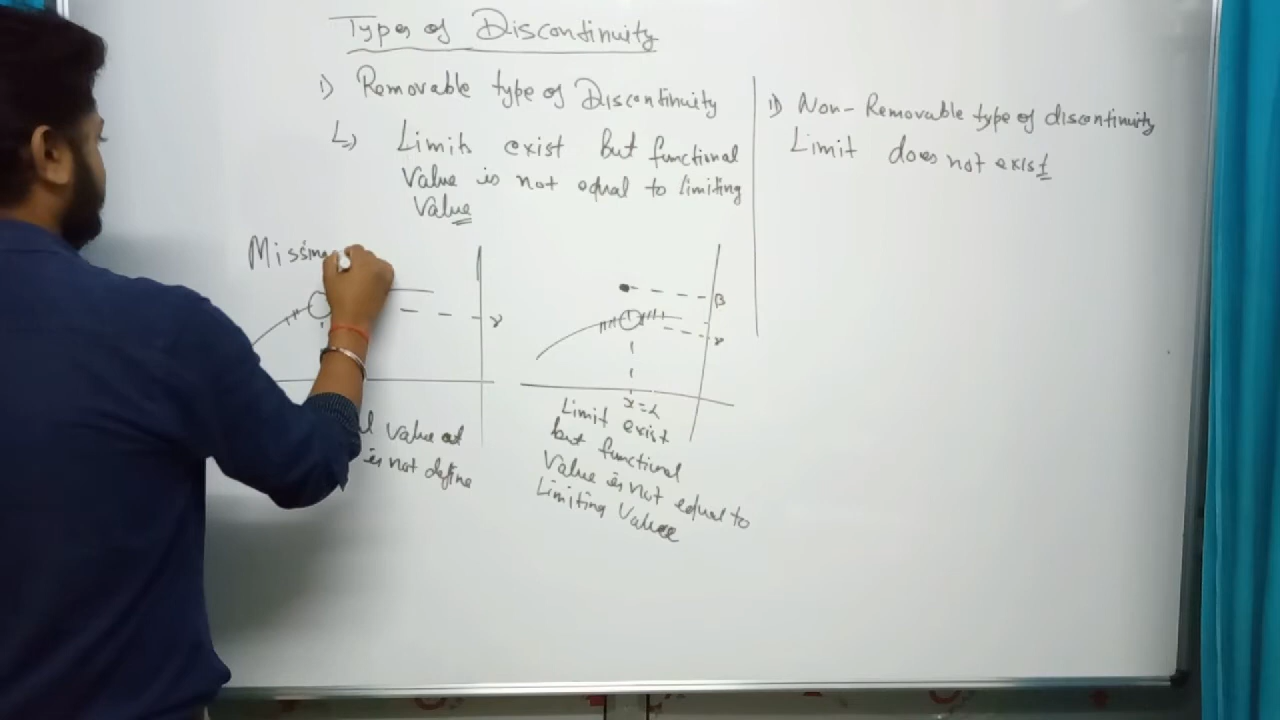 Types of Discontinuity
1) Removable type of Discontinuity
↳ Limit exist But functional
Value is not equal to limiting
Value
Missin
γ
l value at
is not define
β
γ
x=α
Limit exist
but functional
Value is not equal to
Limiting Value
1) Non-Removable type of discontinuity
Limit does not exist